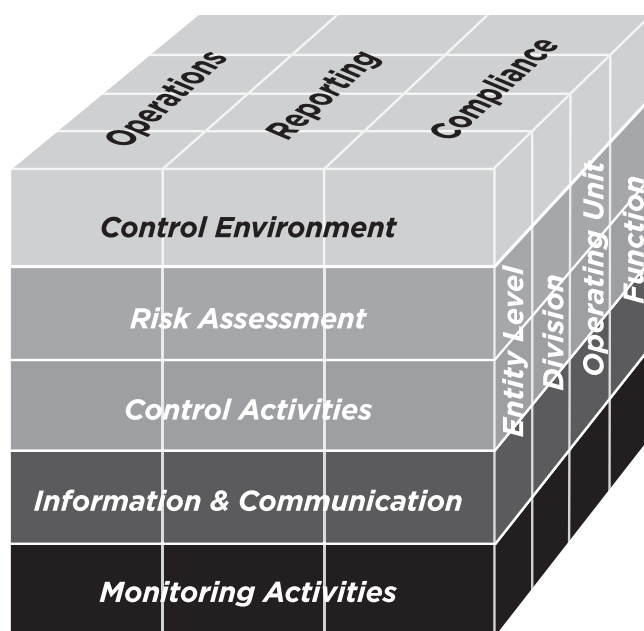 Operations
Reporting
Compliance
Control Environment
Risk Assessment
Control Activities
Information & Communication
Monitoring Activities
Entity Level
Division
Operating Unit
Function